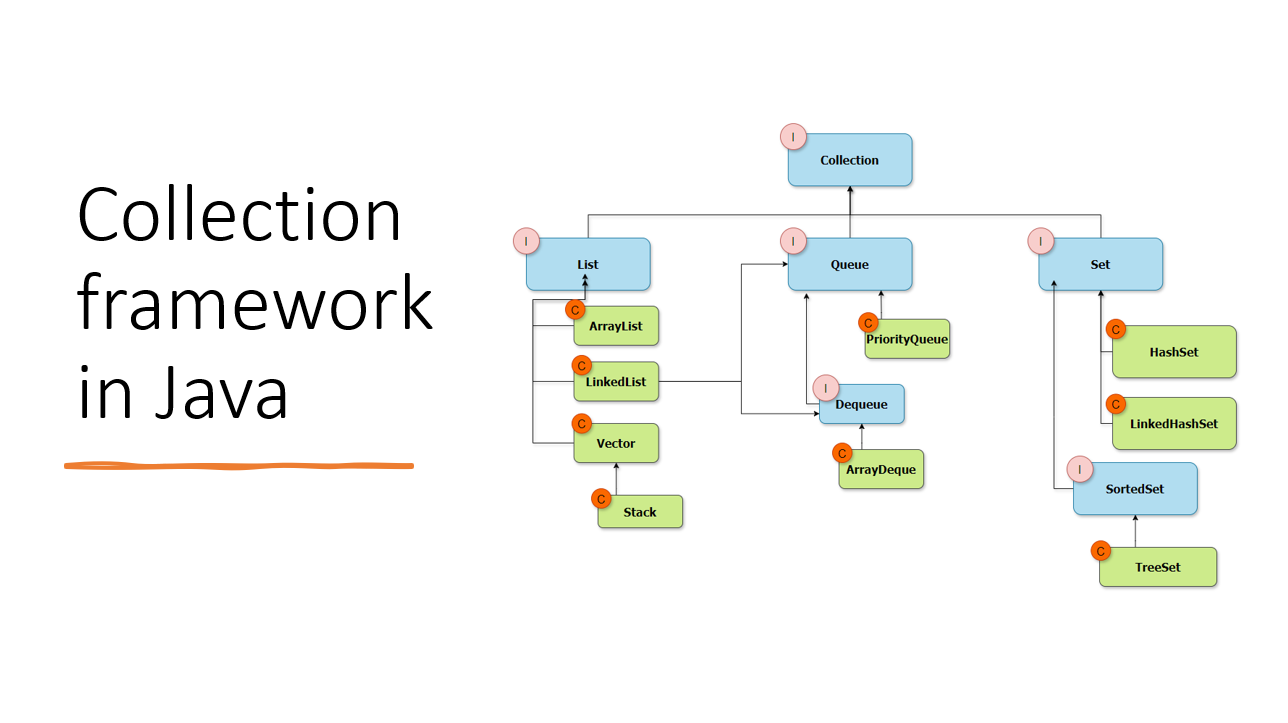 Collection
framework
in Java
I
Collection
I
List
I
Queue
I
Set
C
ArrayList
C
LinkedList
C
Vector
C
Stack
C
PriorityQueue
I
Dequeue
C
ArrayDeque
C
HashSet
C
LinkedHashSet
I
SortedSet
C
TreeSet